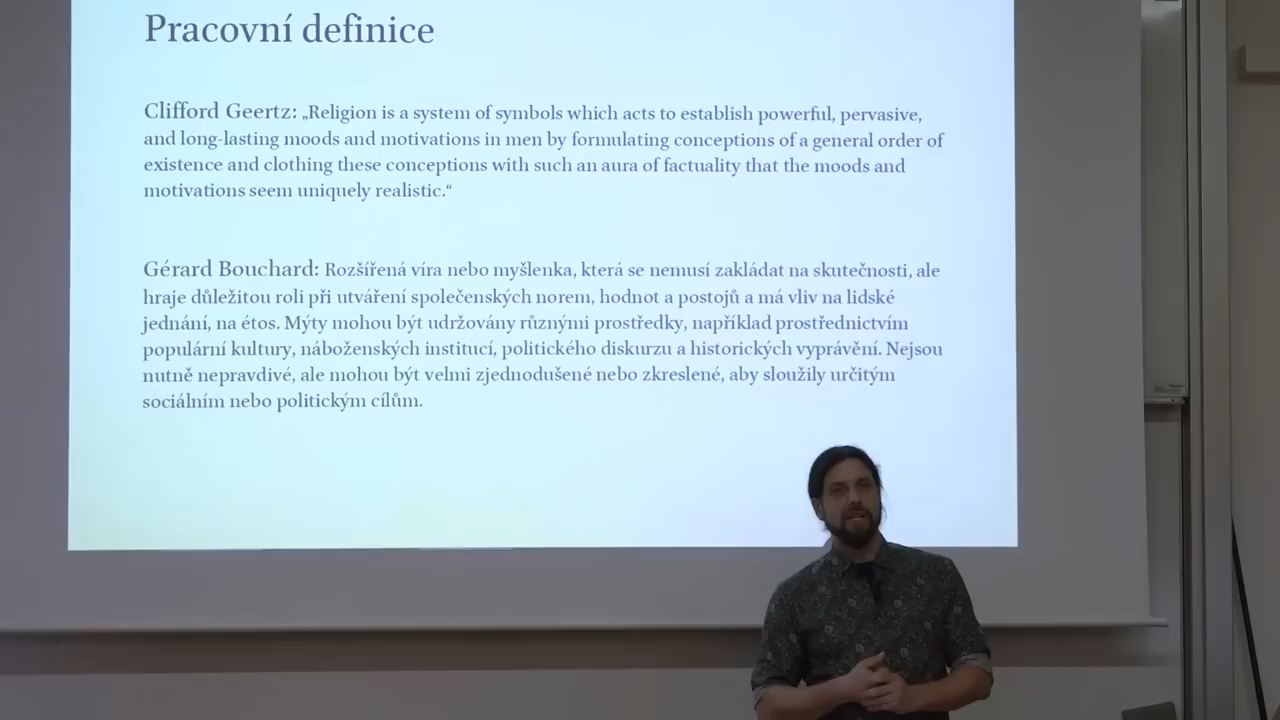 Pracovní definice
Clifford Geertz: „Religion is a system of symbols which acts to establish powerful, pervasive,
and long-lasting moods and motivations in men by formulating conceptions of a general order of
existence and clothing these conceptions with such an aura of factuality that the moods and
motivations seem uniquely realistic.“
Gérard Bouchard: Rozšířená víra nebo myšlenka, která se nemusí zakládat na skutečnosti, ale
hraje důležitou roli při utváření společenských norem, hodnot a postojů a má vliv na lidské
jednání, na étos. Mýty mohou být udržovány různými prostředky, například prostřednictvím
populární kultury, náboženských institucí, politického diskurzu a historických vyprávění. Nejsou
nutně nepravdivé, ale mohou být velmi zjednodušené nebo zkreslené, aby sloužily určitým
sociálním nebo politickým cílům.